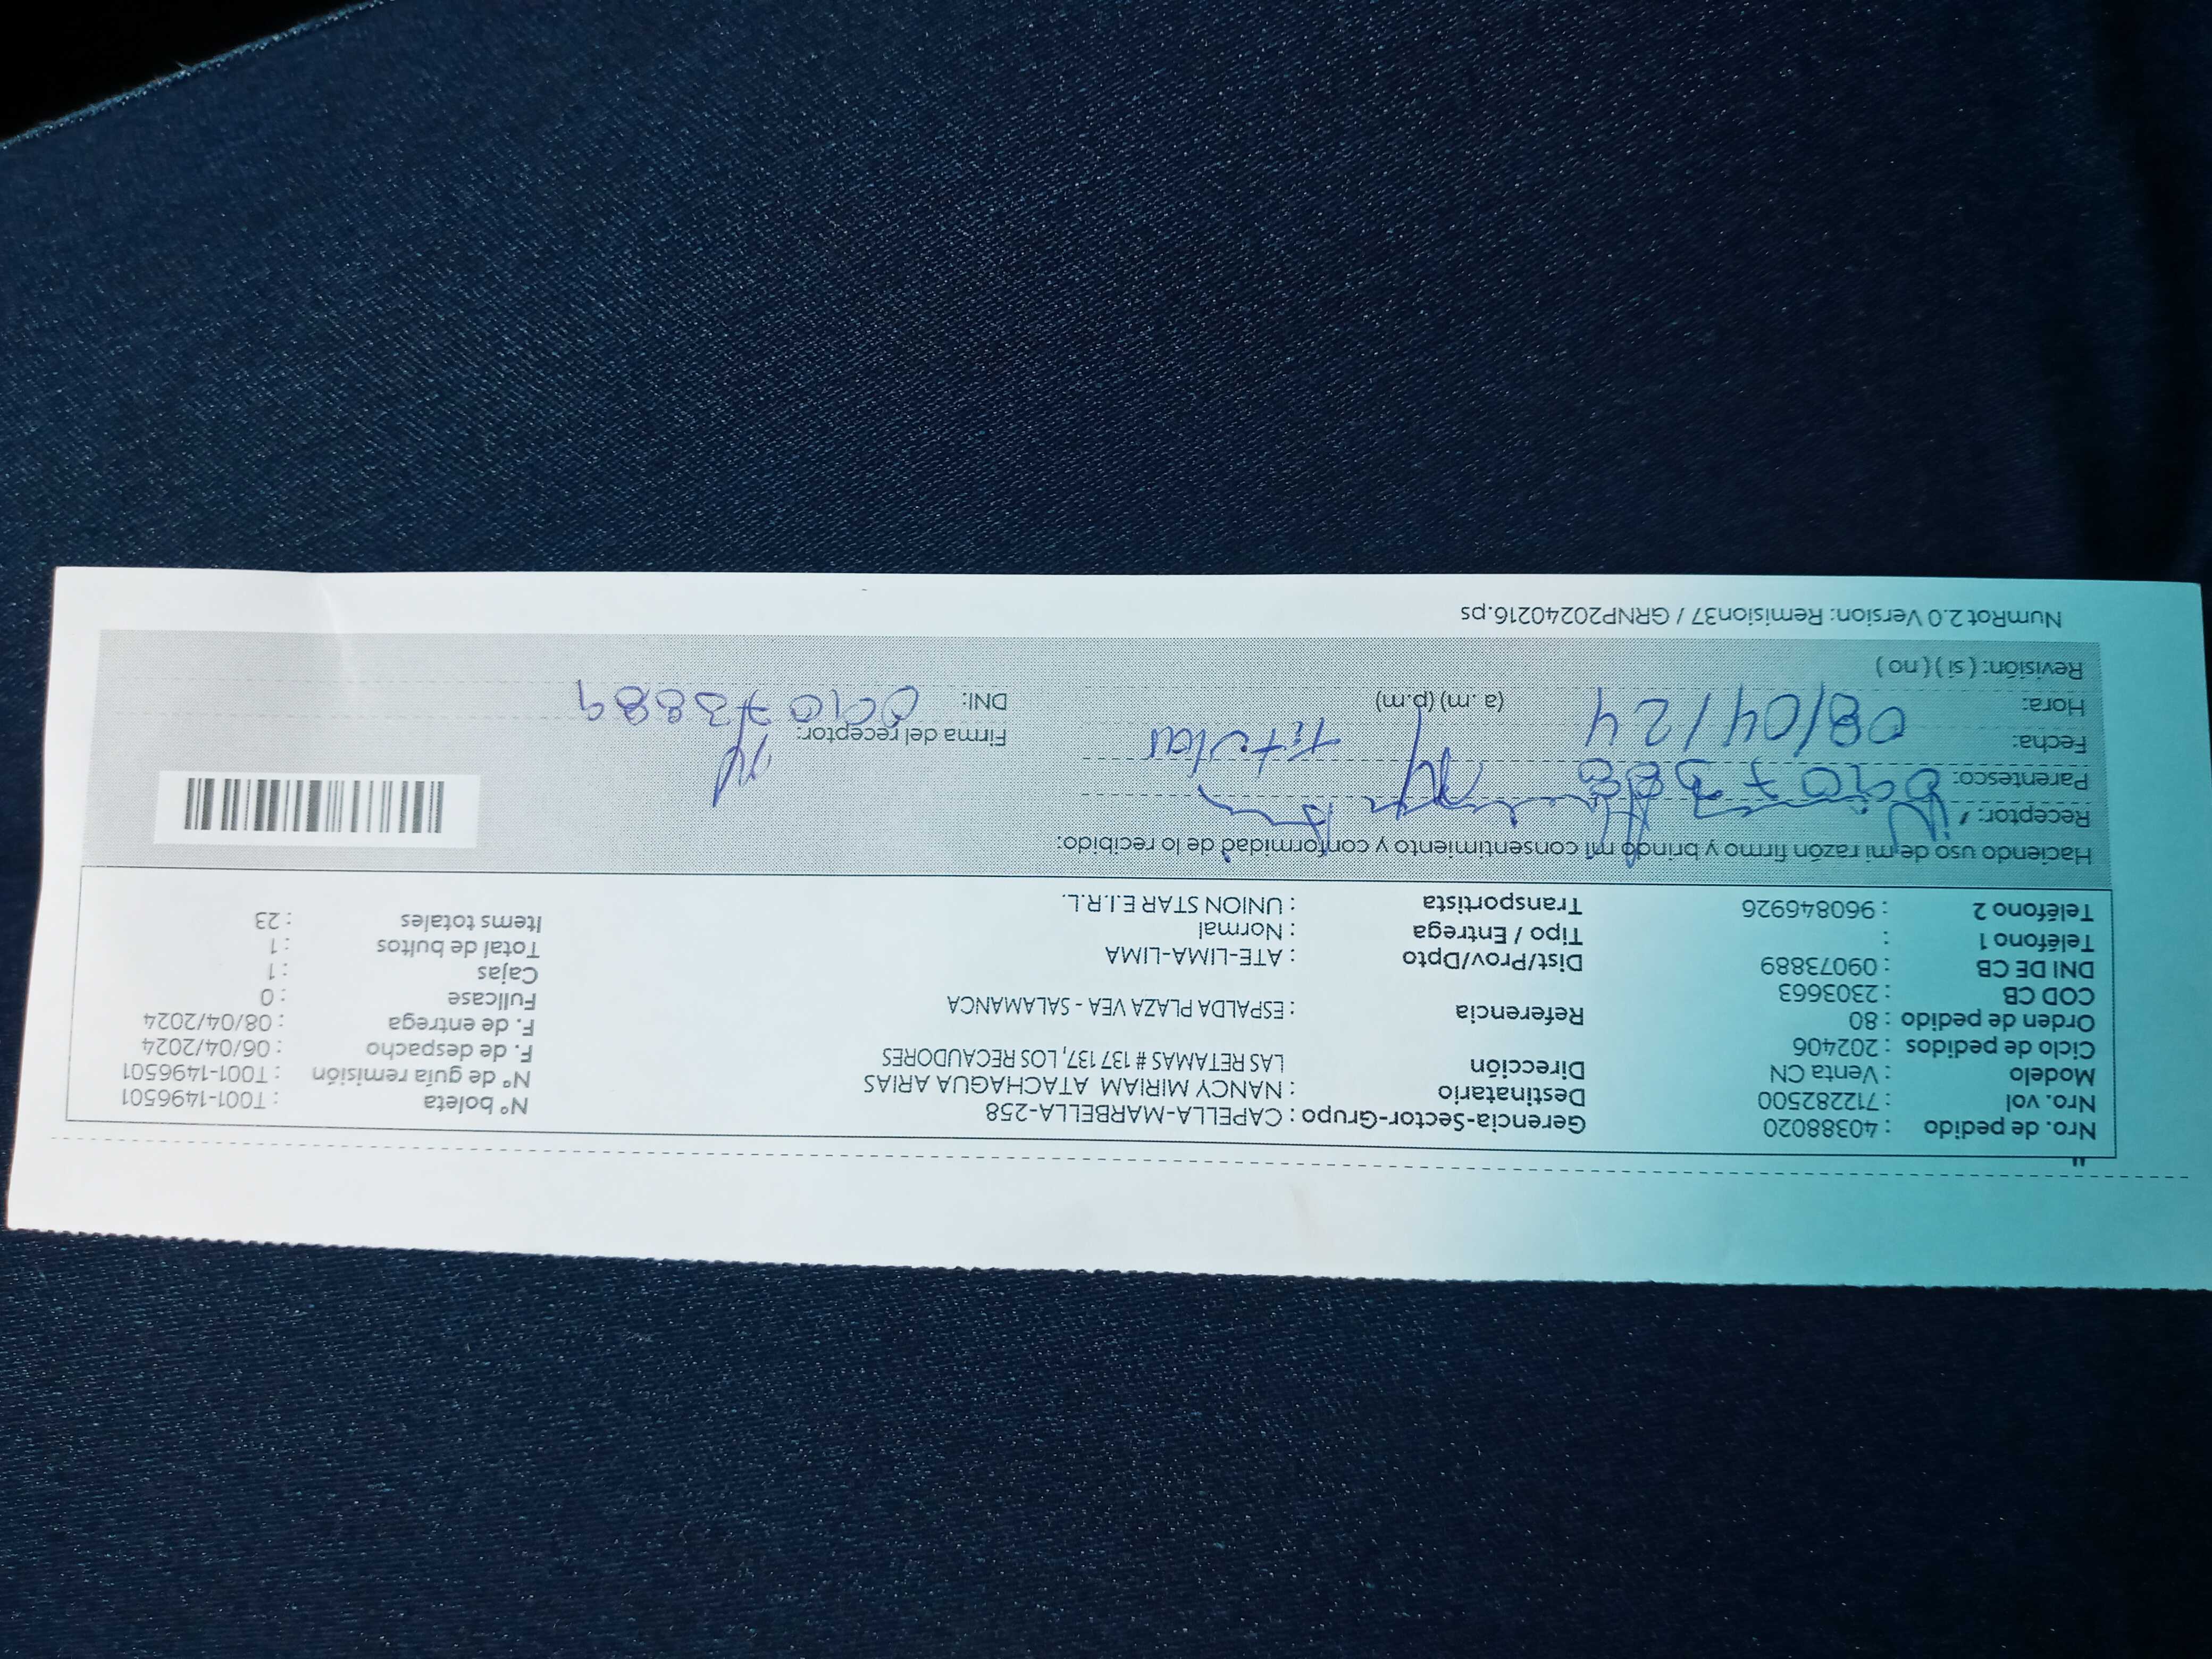 Nro. de pedido : 40388020 Gerencia-Sector-Grupo : CAPELLA-MARBELLA-258 N° boleta : T001-1496501
Nro. vol : 712282500 Destinatario : NANCY MIRIAM ATACHAGUA ARIAS N° de guía remisión : T001-1496501
Modelo : Venta CN Dirección LAS RETAMAS # 137 137, LOS RECAUDORES F. de despacho : 06/04/2024
Ciclo de pedidos : 202406 Referencia : ESPALDA PLAZA VEA - SALAMANCA F. de entrega : 08/04/2024
Orden de pedido : 80 Fullcase : 0
COD CB : 2303663 Dist/Prov/Dpto : ATE-LIMA-LIMA Cajas : 1
DNI DE CB : 09073889 Tipo / Entrega : Normal Total de bultos : 1
Teléfono 1 : Transportista : UNION STAR E.I.R.L. Items totales : 23
Teléfono 2 : 960846926
Haciendo uso de mi razón firmo y brindo mi consentimiento y conformidad de lo recibido:
Receptor:
Parentesco: titular
Fecha: 08/04/24 Firma del receptor:
Hora: (a. m) (p.m) DNI: 09073889
Revisión: ( si ) ( no )
NumRot 2.0 Version: Remision37 / GRNP20240216.ps